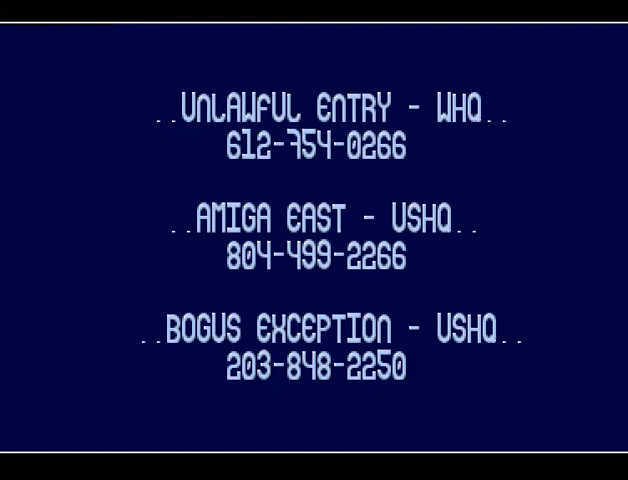 ..UNLAWFUL ENTRY - WHQ..
612-754-0266
..AMIGA EAST - USHQ..
804-499-2266
..BOGUS EXCEPTION - USHQ..
203-848-2250